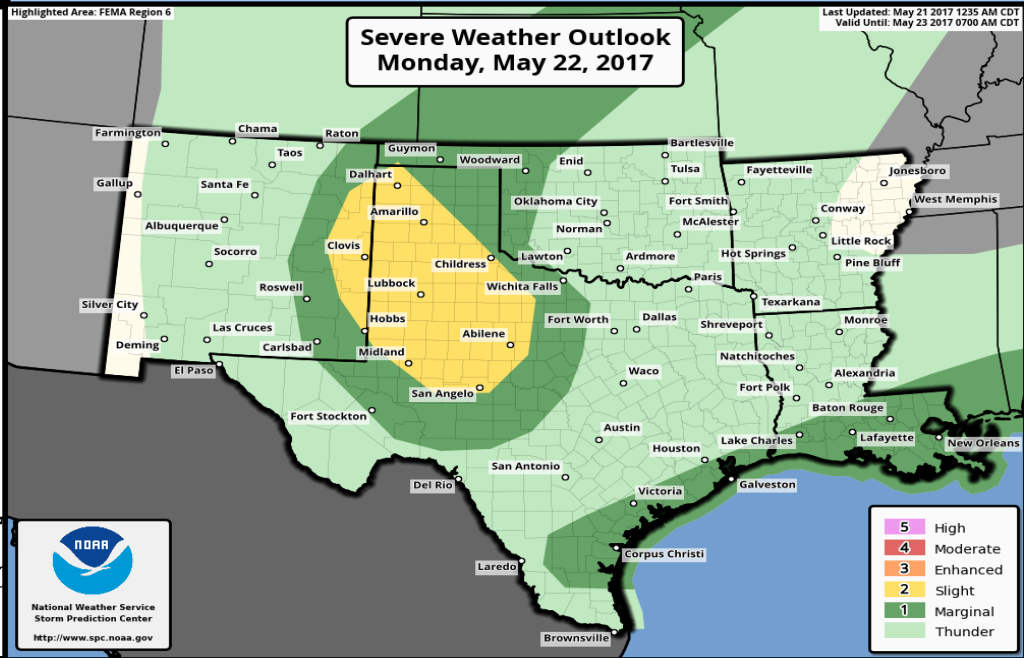 Highlighted Area: FEMA Region 6
Last Updated: May 21 2017 1235 AM CDT
Valid Until: May 23 2017 0700 AM CDT
Severe Weather Outlook
Monday, May 22, 2017
Farmington
Chama
Raton
Guymon
Bartlesville
Taos
Woodward
Enid
Dalhart
Tulsa
Fayetteville
Jonesboro
Gallup
Santa Fe
Amarillo
Oklahoma City
Fort Smith
Conway
West Memphis
Albuquerque
Norman
McAlester
Clovis
Little Rock
Socorro
Childress
Lawton
Ardmore
Hot Springs
Pine Bluff
Roswell
Lubbock
Wichita Falls
Paris
Silver City
Hobbs
Texarkana
Las Cruces
Fort Worth
Dallas
Shreveport
Monroe
Deming
Carlsbad
Midland
Abilene
Natchitoches
El Paso
Waco
Alexandria
San Angelo
Fort Polk
Fort Stockton
Baton Rouge
Austin
Houston
Lake Charles
Lafayette
New Orleans
San Antonio
Del Rio
Victoria
Galveston
Corpus Christi
Laredo
Brownsville
NOAA
National Weather Service
Storm Prediction Center
http://www.spc.noaa.gov
5 High
4 Moderate
3 Enhanced
2 Slight
1 Marginal
Thunder